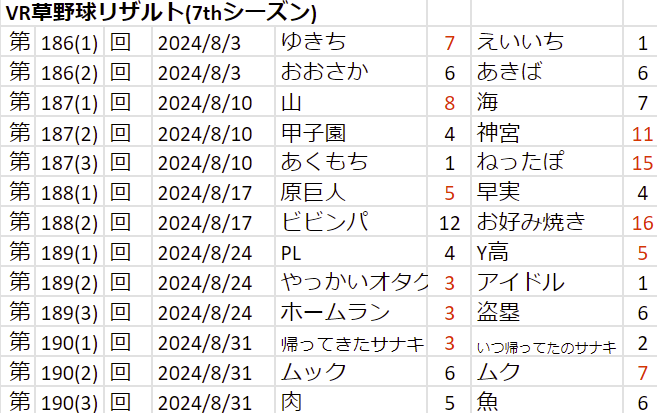 VR草野球リザルト(7thシーズン)
第 186(1) 回 2024/8/3 ゆきち 7 えいいち 1
第 186(2) 回 2024/8/3 おおさか 6 あきば 6
第 187(1) 回 2024/8/10 山 8 海 7
第 187(2) 回 2024/8/10 甲子園 4 神宮 11
第 187(3) 回 2024/8/10 あくもち 1 ねったぽ 15
第 188(1) 回 2024/8/17 原巨人 5 早実 4
第 188(2) 回 2024/8/17 ビビンパ 12 お好み焼き 16
第 189(1) 回 2024/8/24 PL 4 Y高 5
第 189(2) 回 2024/8/24 やっかいオタク 3 アイドル 1
第 189(3) 回 2024/8/24 ホームラン 3 盗塁 6
第 190(1) 回 2024/8/31 帰ってきたサナキ 3 いつ帰ってたのサナキ 2
第 190(2) 回 2024/8/31 ムック 6 ムク 7
第 190(3) 回 2024/8/31 肉 5 魚 6